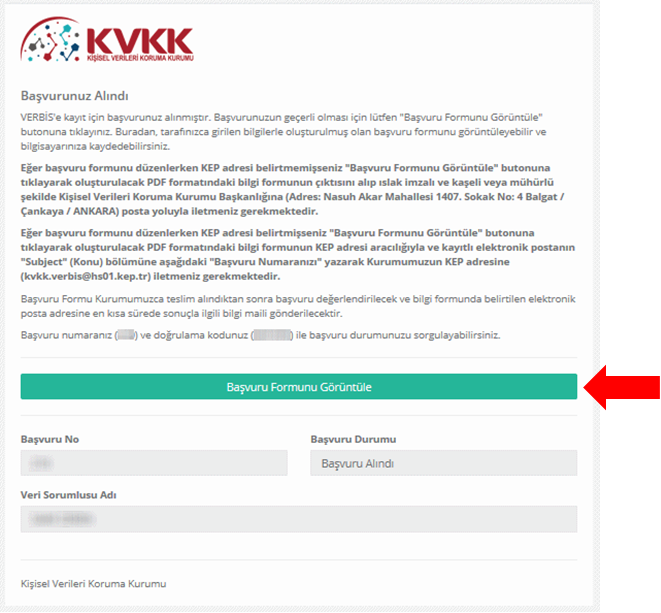 KVKK
KİŞİSEL VERİLERİ KORUMA KURUMU
Başvurunuz Alındı
VERBİS'e kayıt için başvurunuz alınmıştır. Başvurunuzun geçerli olması için lütfen "Başvuru Formunu Görüntüle"
butonuna tıklayınız. Buradan, tarafınızca girilen bilgilerle oluşturulmuş olan başvuru formunu görüntüleyebilir ve
bilgisayarınıza kaydedebilirsiniz.
Eğer başvuru formunu düzenlerken KEP adresi belirtmemişseniz "Başvuru Formunu Görüntüle" butonuna
tıklayarak oluşturulacak PDF formatındaki bilgi formunun çıktısını alıp ıslak imzalı ve kaşeli veya mühürlü
şekilde Kişisel Verileri Koruma Kurumu Başkanlığına (Adres: Nasuh Akar Mahallesi 1407. Sokak No: 4 Balgat /
Çankaya / ANKARA) posta yoluyla iletmeniz gerekmektedir.
Eğer başvuru formunu düzenlerken KEP adresi belirtmişseniz "Başvuru Formunu Görüntüle" butonuna
tıklayarak oluşturulacak PDF formatındaki bilgi formunun KEP adresi aracılığıyla ve kayıtlı elektronik postanın
"Subject" (Konu) bölümüne aşağıdaki "Başvuru Numaranızı" yazarak Kurumumuzun KEP adresine
(kvkk.verbis@hs01.kep.tr) iletmeniz gerekmektedir.
Başvuru Formu Kurumumuzca teslim alındıktan sonra başvuru değerlendirilecek ve bilgi formunda belirtilen elektronik
posta adresine en kısa sürede sonuçla ilgili bilgi maili gönderilecektir.
Başvuru numaranız ( ) ve doğrulama kodunuz ( ) ile başvuru durumunuzu sorgulayabilirsiniz.
Başvuru Formunu Görüntüle
Başvuru No
Başvuru Durumu
Başvuru Alındı
Veri Sorumlusu Adı
Kişisel Verileri Koruma Kurumu